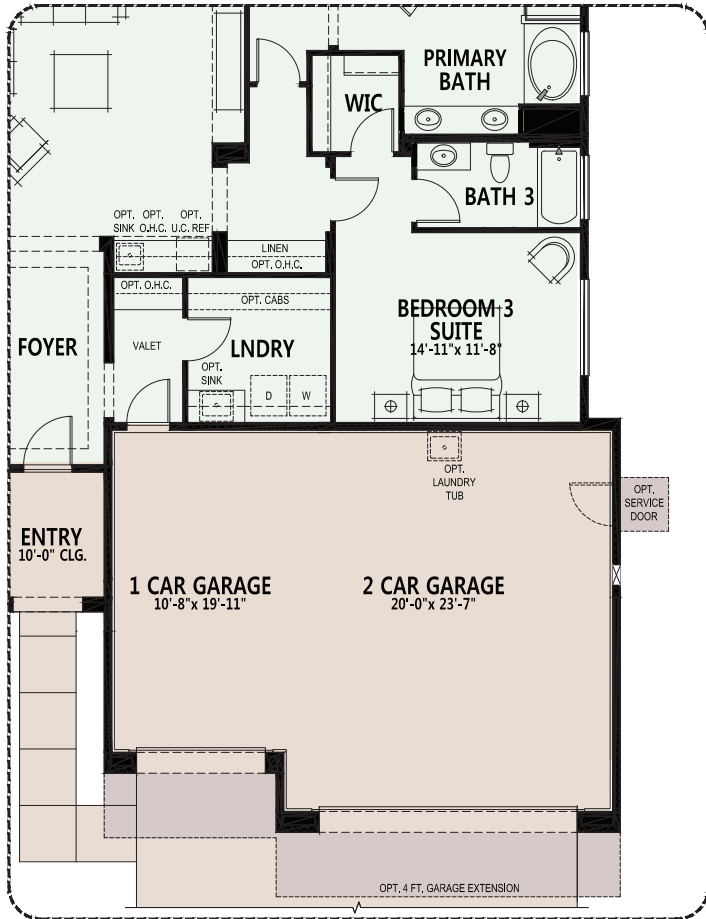 PRIMARY
BATH
WIC
BATH 3
OPT. OPT. OPT.
SINK O.H.C. U.C. REF
LINEN
OPT. O.H.C.
OPT. O.H.C.
OPT. CABS
BEDROOM 3
SUITE
14'-11"x 11'-8"
FOYER
VALET
LNDRY
OPT.
SINK
D
W
OPT.
LAUNDRY
TUB
OPT.
SERVICE
DOOR
ENTRY
10'-0" CLG.
1 CAR GARAGE
10'-8"x 19'-11"
2 CAR GARAGE
20'-0"x 23'-7"
OPT. 4 FT. GARAGE EXTENSION